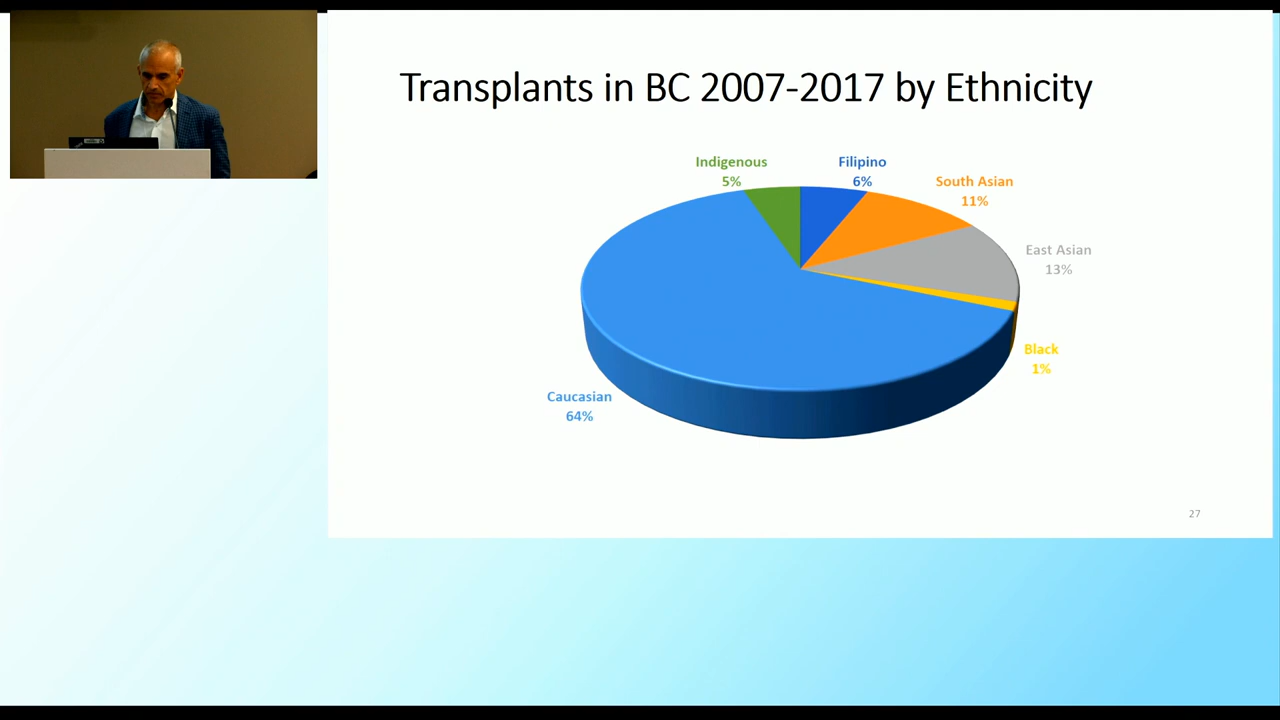 Transplants in BC 2007-2017 by Ethnicity
Indigenous
5%
Filipino
6%
South Asian
11%
East Asian
13%
Black
1%
Caucasian
64%
27